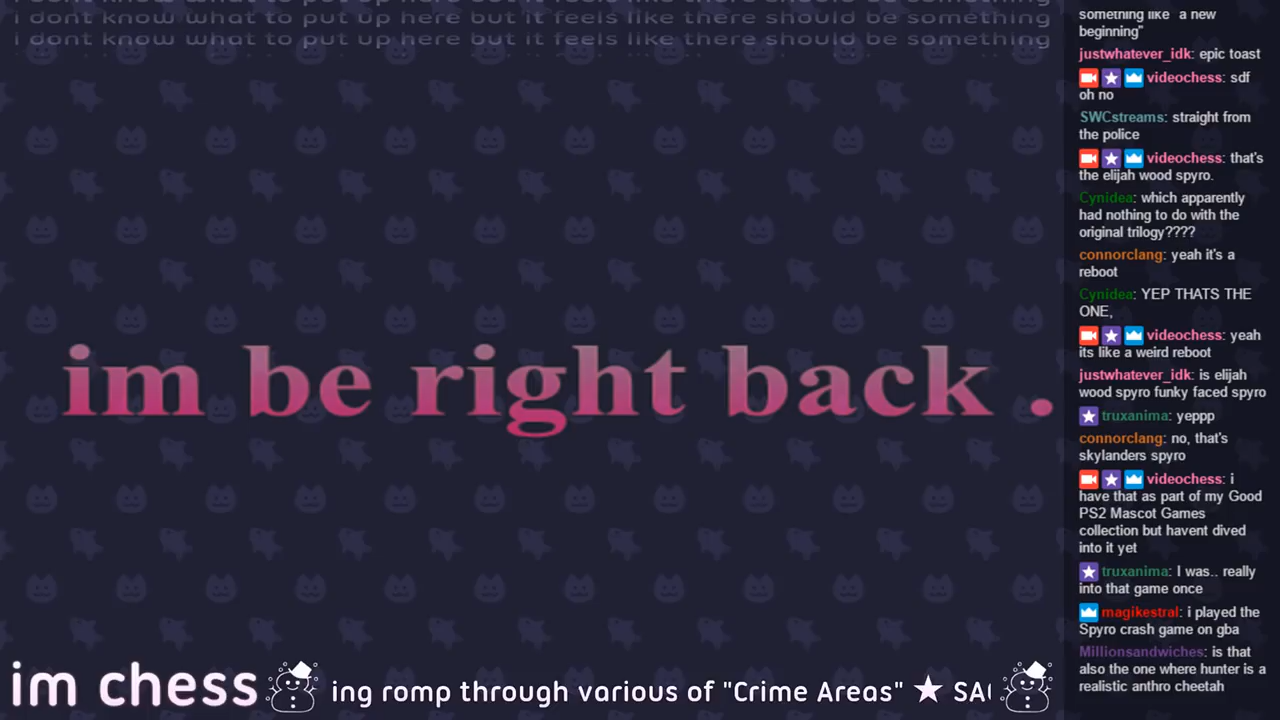 i dont know what to put up here but it feels like there should be something
i dont know what to put up here but it feels like there should be something
im be right back .
im chess
ing romp through various of "Crime Areas" ★ SA
something like "a new
beginning"
justwhatever_idk: epic toast
videochess: sdf
oh no
SWCstreams: straight from
the police
videochess: that's
the elijah wood spyro.
Cynidea: which apparently
had nothing to do with the
original trilogy????
connorclang: yeah it's a
reboot
Cynidea: YEP THATS THE
ONE,
videochess: yeah
its like a weird reboot
justwhatever_idk: is elijah
wood spyro funky faced spyro
truxanima: yeppp
connorclang: no, that's
skylanders spyro
videochess: i
have that as part of my Good
PS2 Mascot Games
collection but havent dived
into it yet
truxanima: I was.. really
into that game once
magikestral: i played the
Spyro crash game on gba
Millionsandwiches: is that
also the one where hunter is a
realistic anthro cheetah